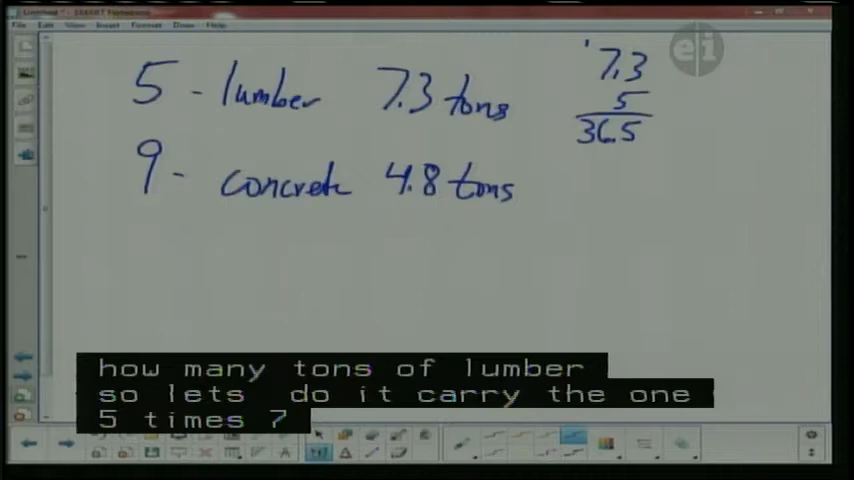 5 - lumber 7.3 tons
7.3
5
36.5
9 - concrete 4.8 tons
eli
how many tons of lumber
so lets do it carry the one
5 times 7